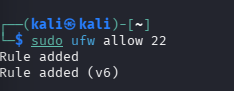 ┌──(kali㉿kali)-[~]
└─$ sudo ufw allow 22
Rule added
Rule added (v6)